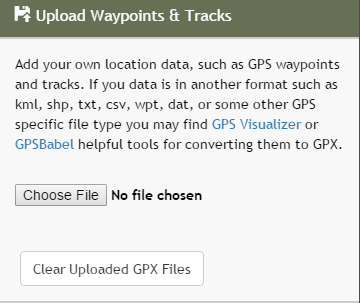 Upload Waypoints & Tracks
Add your own location data, such as GPS waypoints
and tracks. If you data is in another format such as
kml, shp, txt, csv, wpt, dat, or some other GPS
specific file type you may find GPS Visualizer or
GPSBabel helpful tools for converting them to GPX.
Choose File No file chosen
Clear Uploaded GPX Files